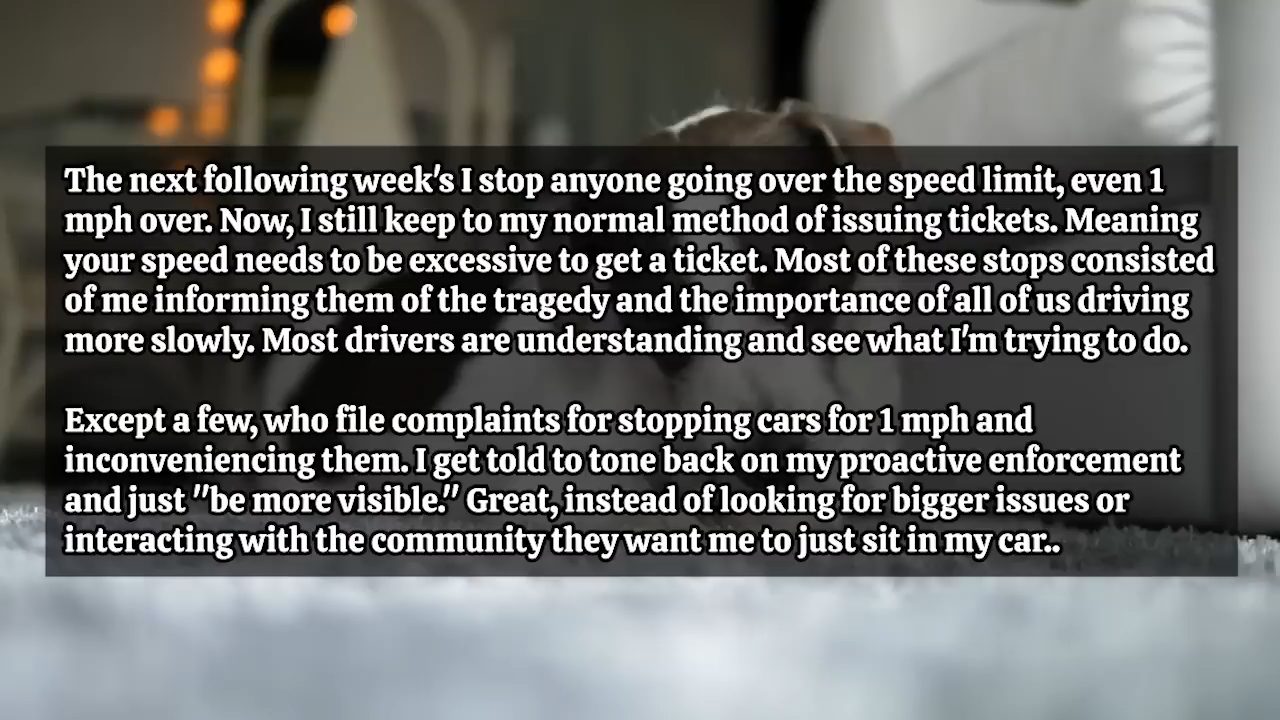 The next following week's I stop anyone going over the speed limit, even 1
mph over. Now, I still keep to my normal method of issuing tickets. Meaning
your speed needs to be excessive to get a ticket. Most of these stops consisted
of me informing them of the tragedy and the importance of all of us driving
more slowly. Most drivers are understanding and see what I'm trying to do.
Except a few, who file complaints for stopping cars for 1 mph and
inconveniencing them. I get told to tone back on my proactive enforcement
and just "be more visible." Great, instead of looking for bigger issues or
interacting with the community they want me to just sit in my car..